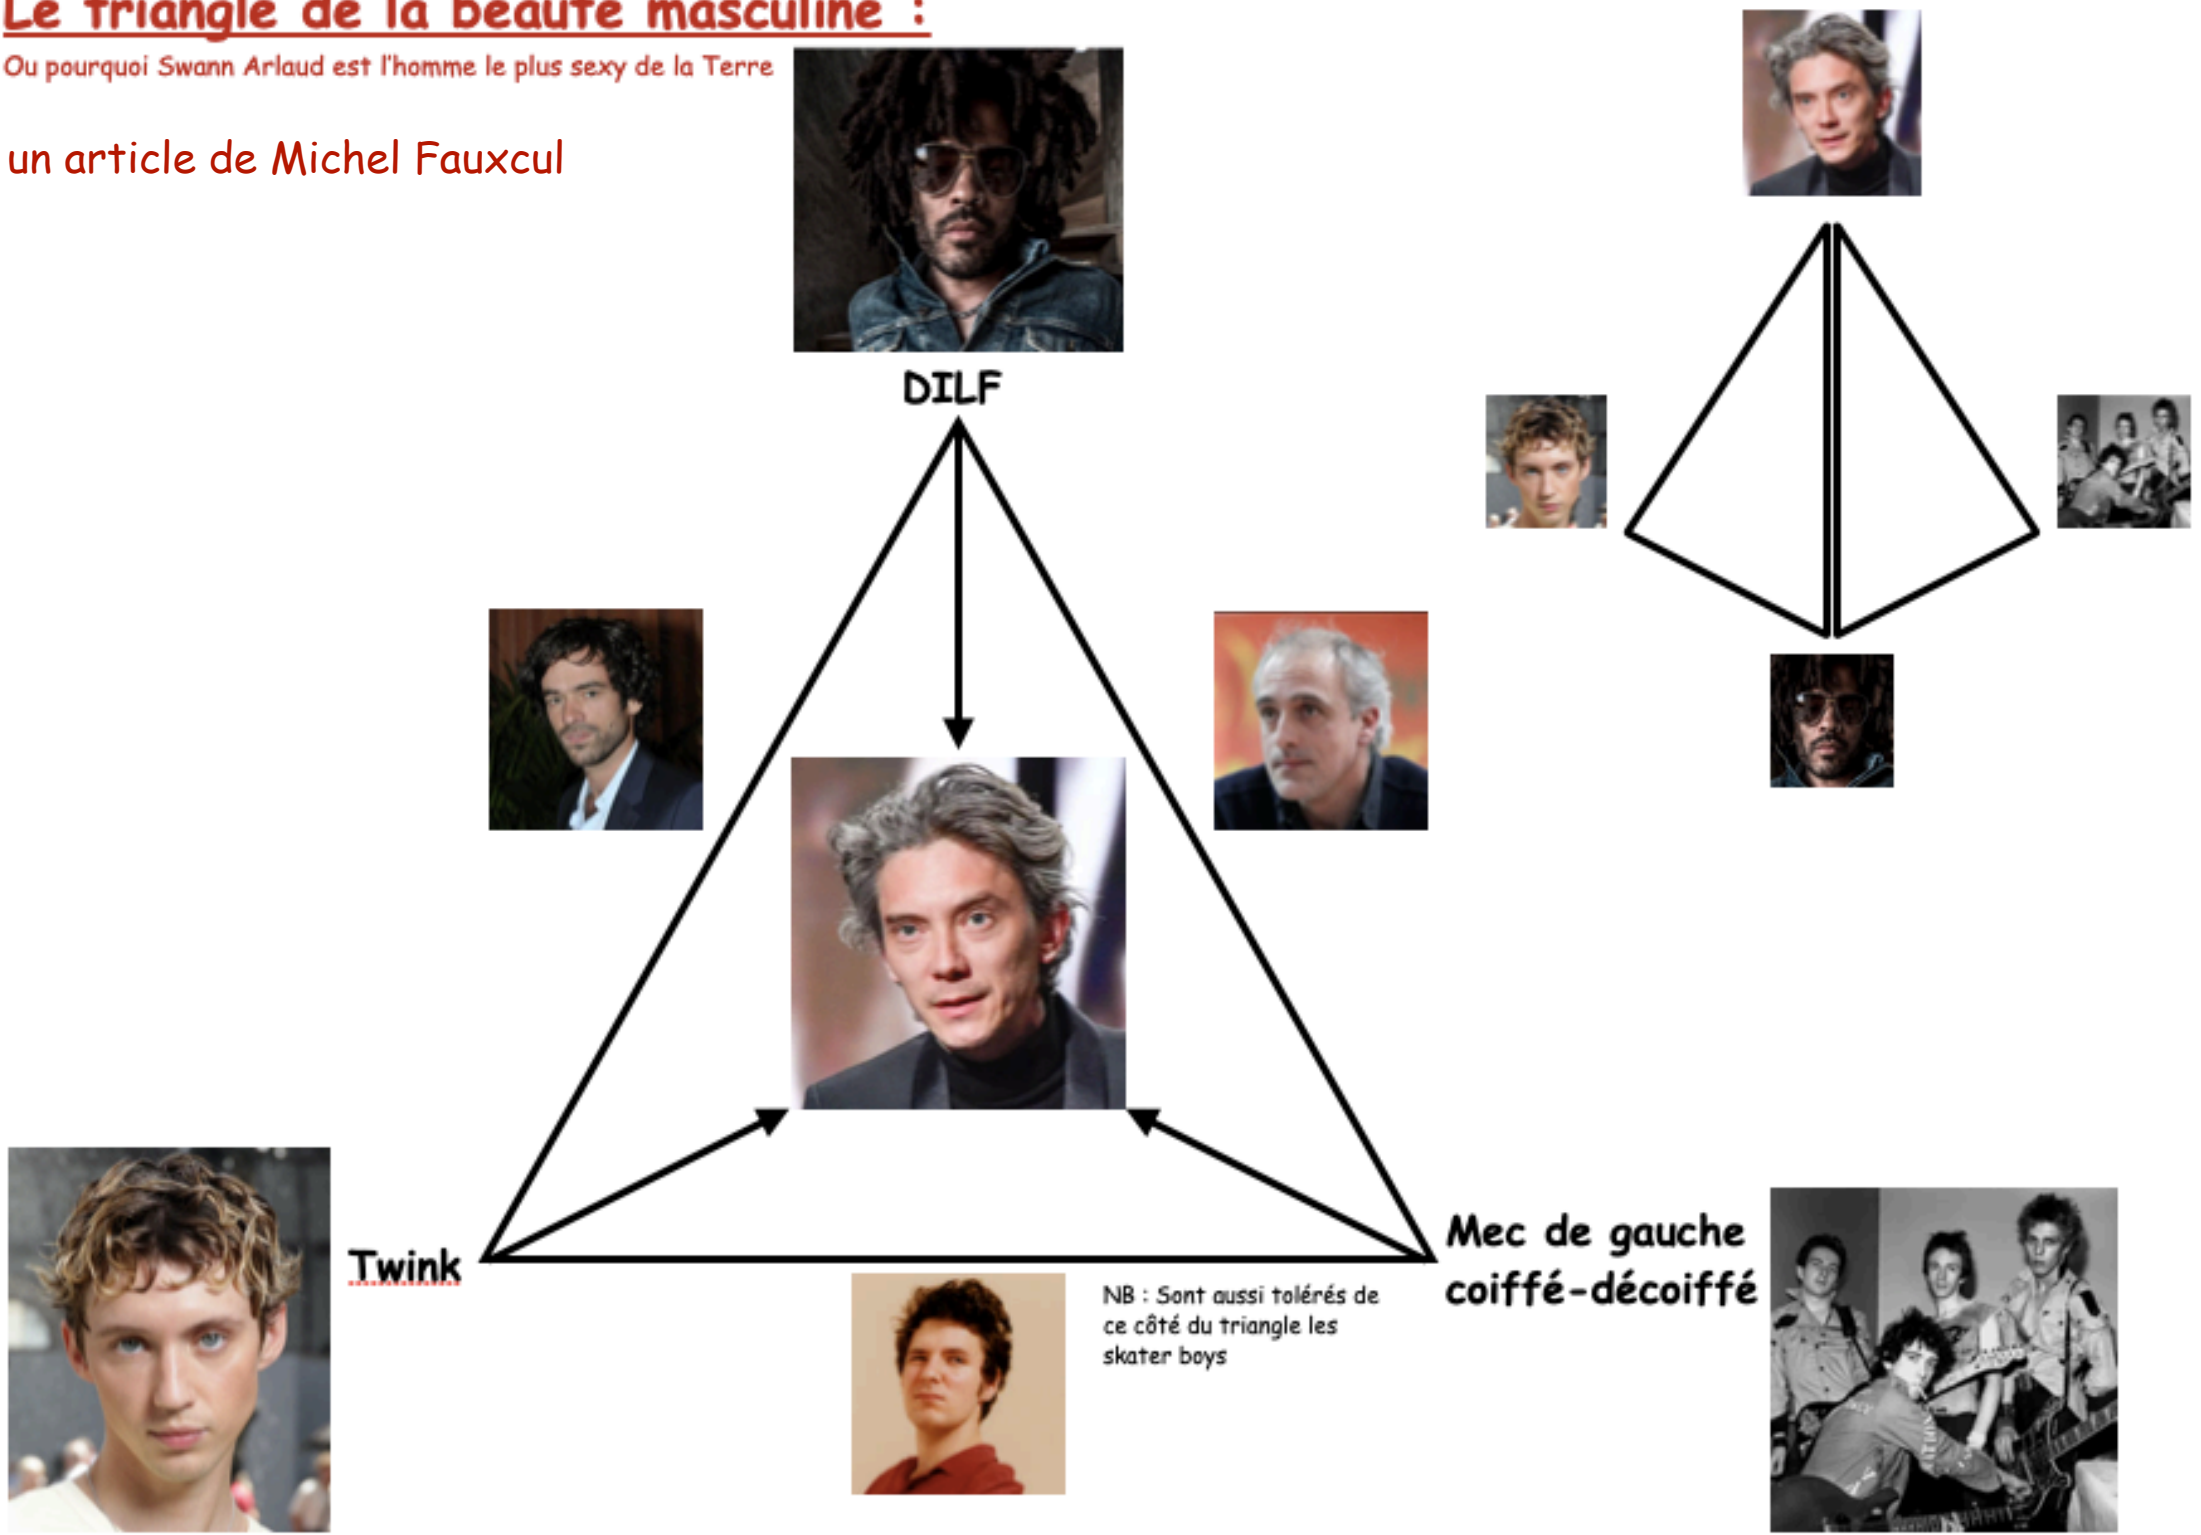 Le triangle de la beauté masculine :
Ou pourquoi Swann Arlaud est l'homme le plus sexy de la Terre
un article de Michel Fauxcul
DILF
Twink
Mec de gauche
coiffé-décoiffé
NB : Sont aussi tolérés de
ce côté du triangle les
skater boys